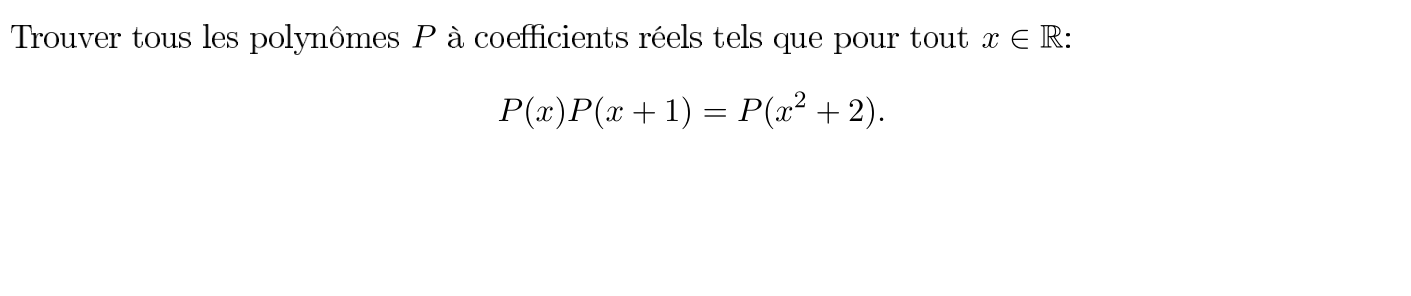 Trouver tous les polynômes P à coefficients réels tels que pour tout x ∈ ℝ:
P(x)P(x + 1) = P(x² + 2).